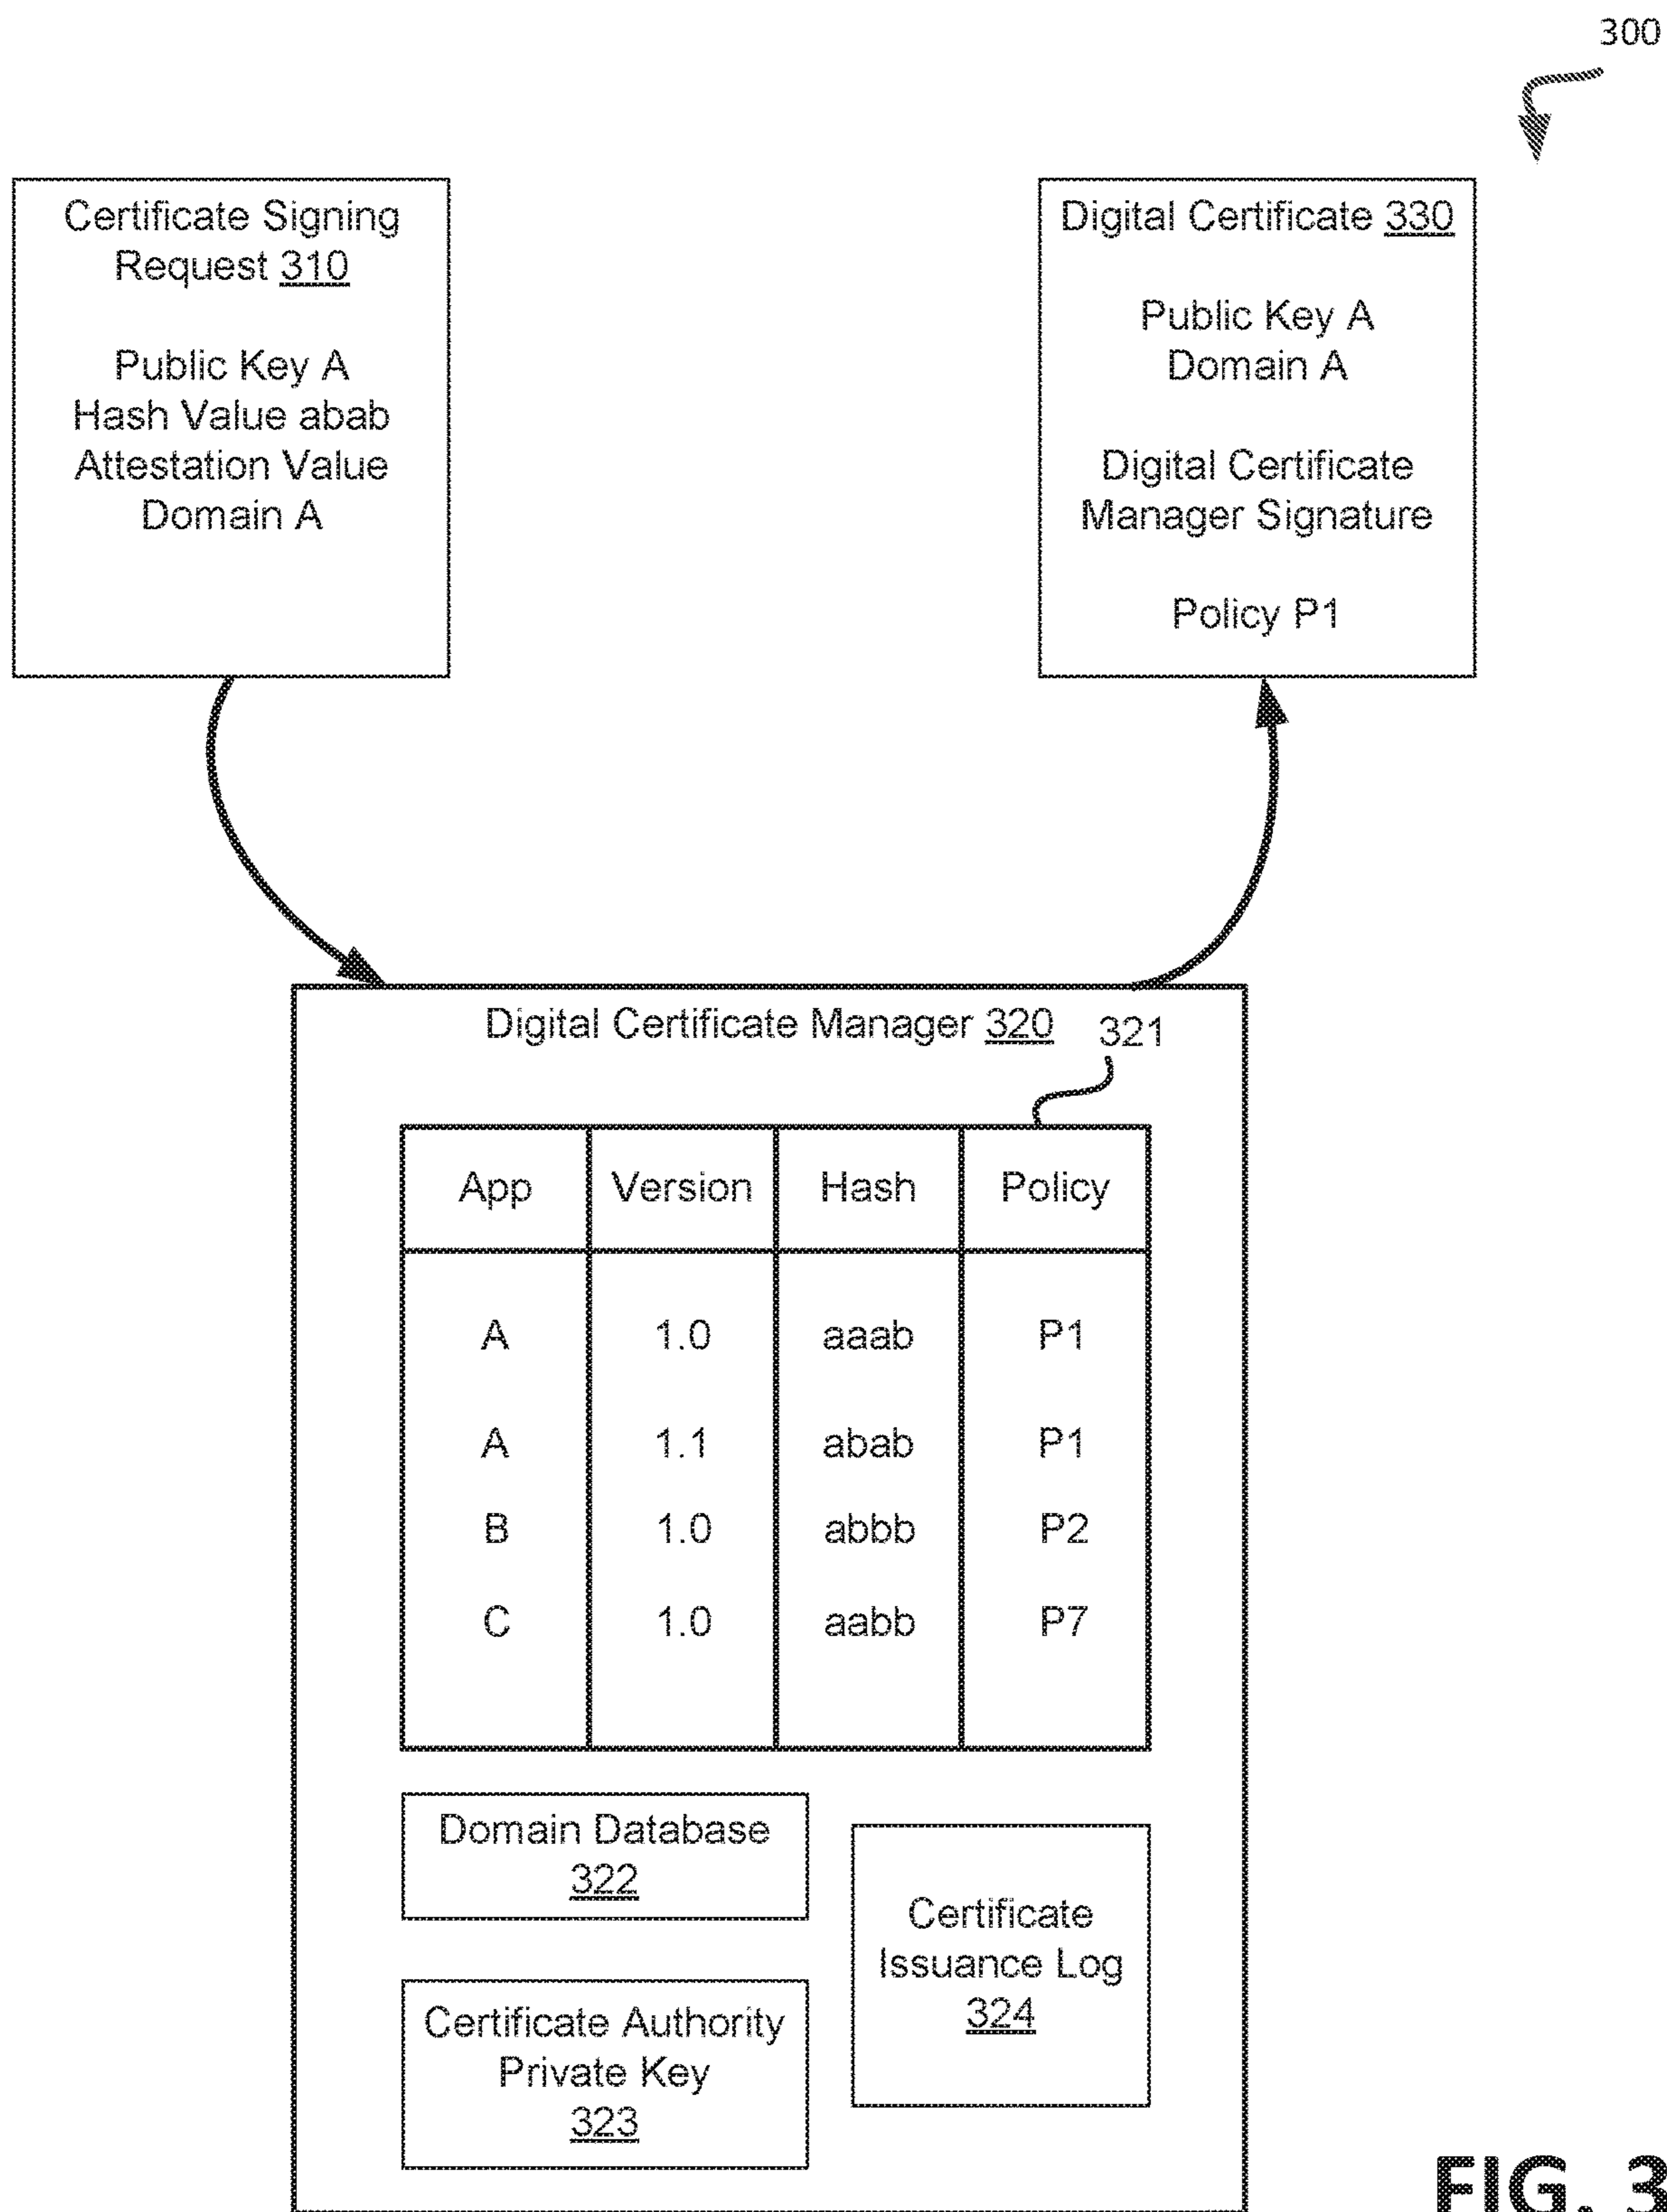 300
Certificate Signing
Request 310
Public Key A
Hash Value abab
Attestation Value
Domain A
Digital Certificate 330
Public Key A
Domain A
Digital Certificate
Manager Signature
Policy P1
Digital Certificate Manager 320
321
App Version Hash Policy
A 1.0 aaab P1
A 1.1 abab P1
B 1.0 abbb P2
C 1.0 aabb P7
Domain Database
322
Certificate Authority
Private Key
323
Certificate
Issuance Log
324
FIG. 3